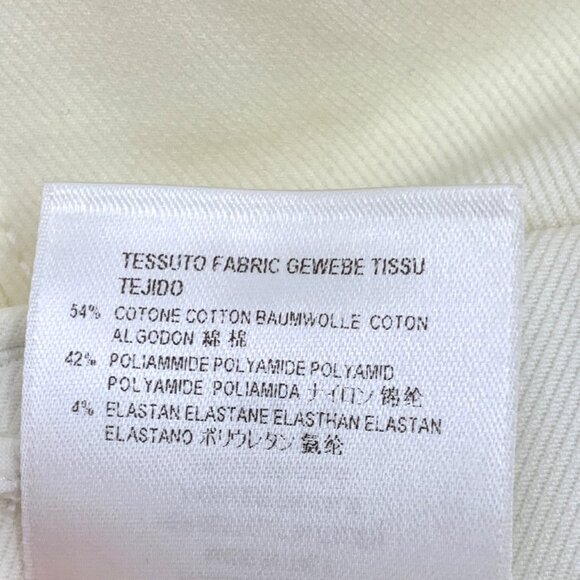 TESSUTO FABRIC GEWEBE TISSU
TEJIDO
54% COTONE COTTON BAUMWOLLE COTON
ALGODON 綿 棉
42% POLIAMMIDE POLYAMIDE POLYAMID
POLYAMIDE POLIAMIDA ナイロン 锦纶
4% ELASTAN ELASTANE ELASTHAN ELASTAN
ELASTANO ポリウレタン 氨纶